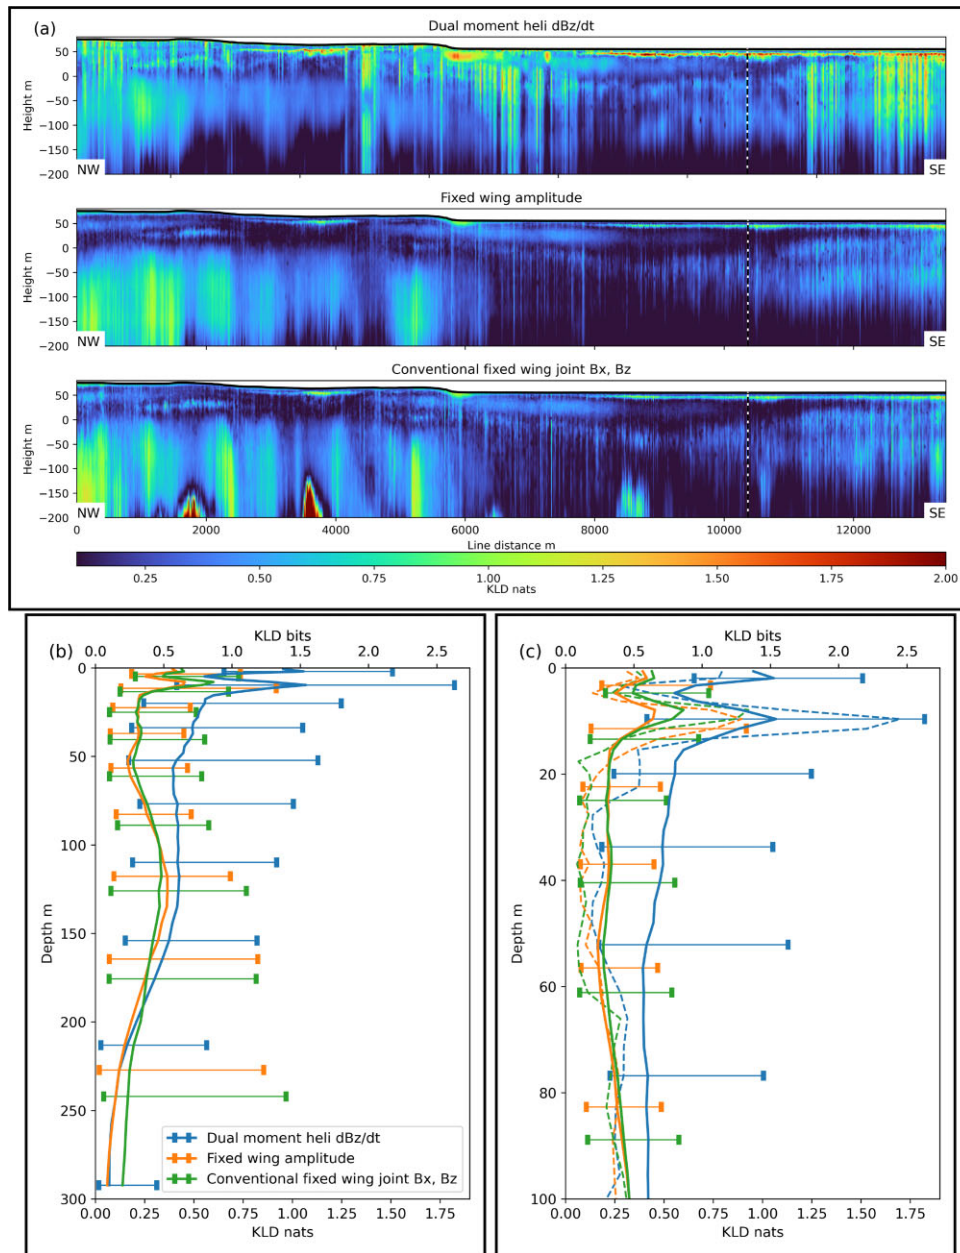 (a)
Dual moment heli dBz/dt
Height m
50
0
−50
−100
−150
−200
NW
SE
Fixed wing amplitude
Height m
50
0
−50
−100
−150
−200
NW
SE
Conventional fixed wing joint Bx, Bz
Height m
50
0
−50
−100
−150
−200
NW
SE
0 2000 4000 6000 8000 10000 12000
Line distance m
0.25 0.50 0.75 1.00 1.25 1.50 1.75 2.00
KLD nats
(b)
KLD bits
0.0 0.5 1.0 1.5 2.0 2.5
Depth m
0
50
100
150
200
250
300
Dual moment heli dBz/dt
Fixed wing amplitude
Conventional fixed wing joint Bx, Bz
0.00 0.25 0.50 0.75 1.00 1.25 1.50 1.75
KLD nats
(c)
KLD bits
0.0 0.5 1.0 1.5 2.0 2.5
Depth m
0
20
40
60
80
100
0.00 0.25 0.50 0.75 1.00 1.25 1.50 1.75
KLD nats